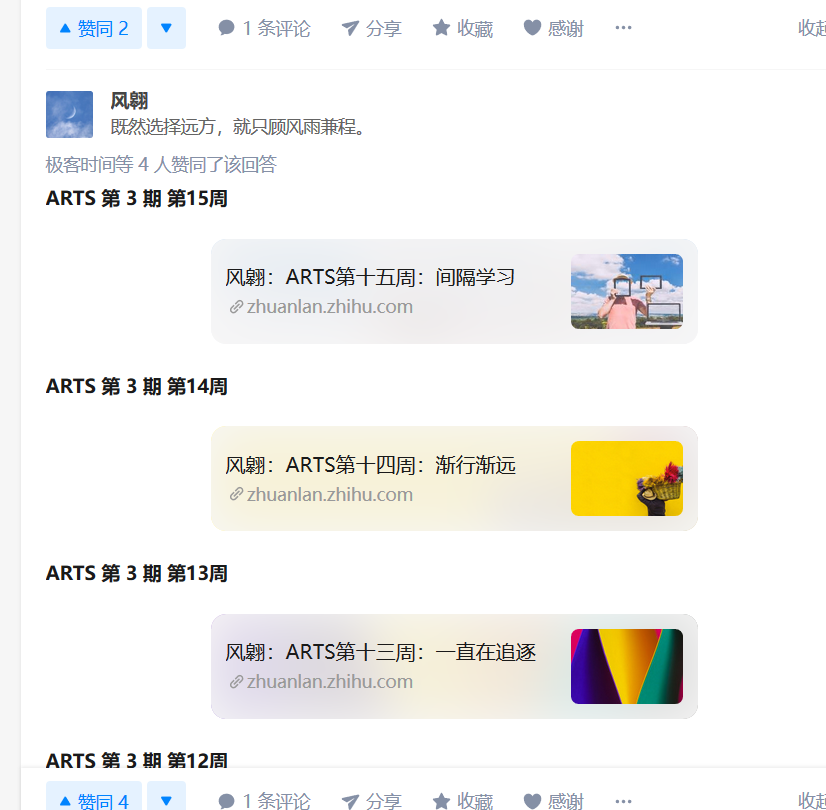 赞同 2 1 条评论 分享 收藏 感谢 收起
风翱
既然选择远方，就只顾风雨兼程。
极客时间等 4 人赞同了该回答
ARTS 第 3 期 第15周
风翱：ARTS第十五周：间隔学习
zhuanlan.zhihu.com
ARTS 第 3 期 第14周
风翱：ARTS第十四周：渐行渐远
zhuanlan.zhihu.com
ARTS 第 3 期 第13周
风翱：ARTS第十三周：一直在追逐
zhuanlan.zhihu.com
ARTS 第 3 期 第12周
赞同 4 1 条评论 分享 收藏 感谢 收起